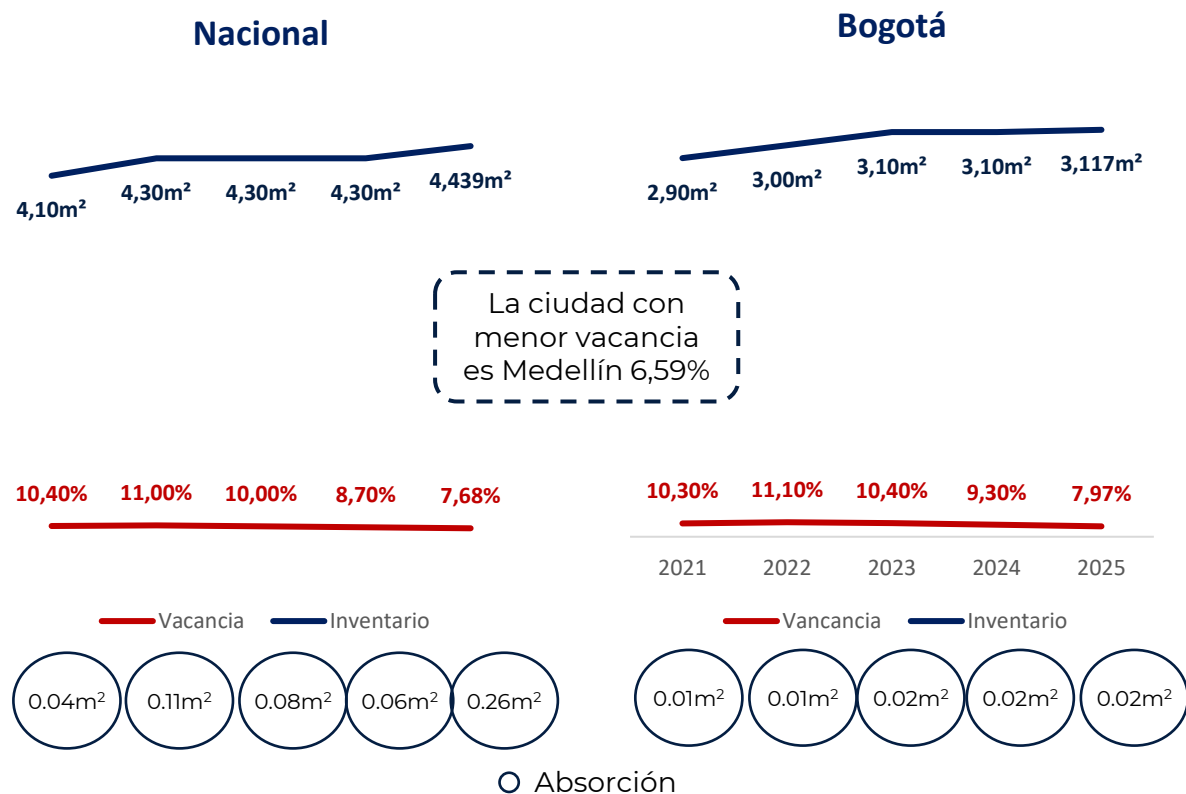 Nacional
4,10m² 4,30m² 4,30m² 4,30m² 4,439m²
10,40% 11,00% 10,00% 8,70% 7,68%
Vacancia Inventario
0.04m² 0.11m² 0.08m² 0.06m² 0.26m²
La ciudad con
menor vacancia
es Medellín 6,59%
Bogotá
2,90m² 3,00m² 3,10m² 3,10m² 3,117m²
10,30% 11,10% 10,40% 9,30% 7,97%
2021 2022 2023 2024 2025
Vancancia Inventario
0.01m² 0.01m² 0.02m² 0.02m² 0.02m²
Absorción